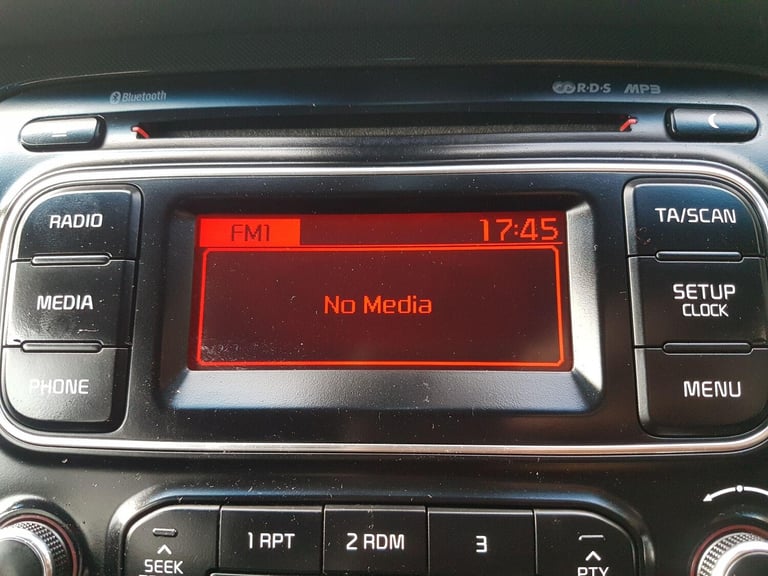 Bluetooth
R·D·S MP3
RADIO
MEDIA
PHONE
FM1 17:45
No Media
TA/SCAN
SETUP
CLOCK
MENU
SEEK
1 RPT
2 RDM
3
PTY